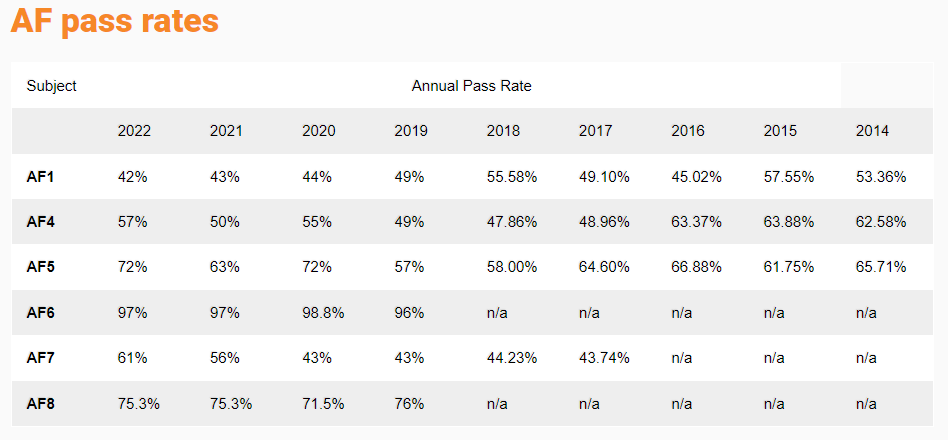 AF pass rates
Subject Annual Pass Rate
2022 2021 2020 2019 2018 2017 2016 2015 2014
AF1 42% 43% 44% 49% 55.58% 49.10% 45.02% 57.55% 53.36%
AF4 57% 50% 55% 49% 47.86% 48.96% 63.37% 63.88% 62.58%
AF5 72% 63% 72% 57% 58.00% 64.60% 66.88% 61.75% 65.71%
AF6 97% 97% 98.8% 96% n/a n/a n/a n/a n/a
AF7 61% 56% 43% 43% 44.23% 43.74% n/a n/a n/a
AF8 75.3% 75.3% 71.5% 76% n/a n/a n/a n/a n/a